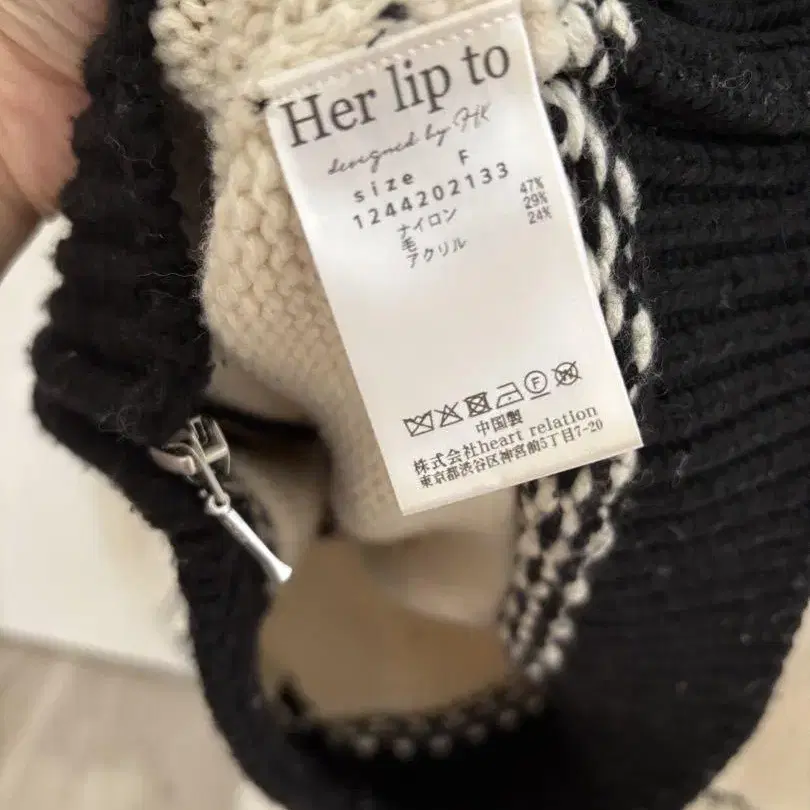 Her lip to
designed by HK
size F
1244202133
ナイロン 47%
毛 29%
アクリル 24%
F
中国製
株式会社heart relation
東京都渋谷区神宮前5丁目7-20